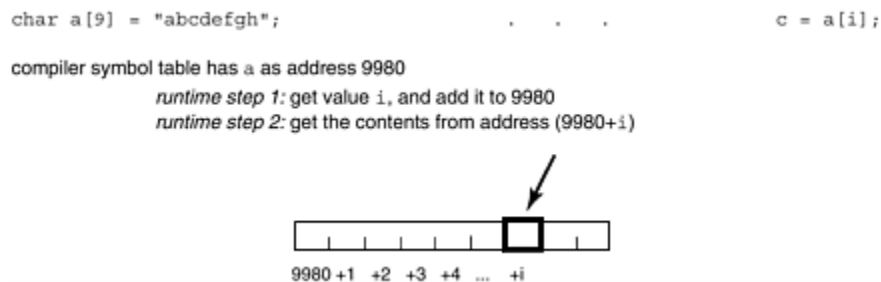 char a[9] = "abcdefgh"; . . . c = a[i];
compiler symbol table has a as address 9980
runtime step 1: get value i, and add it to 9980
runtime step 2: get the contents from address (9980+i)
9980 +1 +2 +3 +4 ... +i